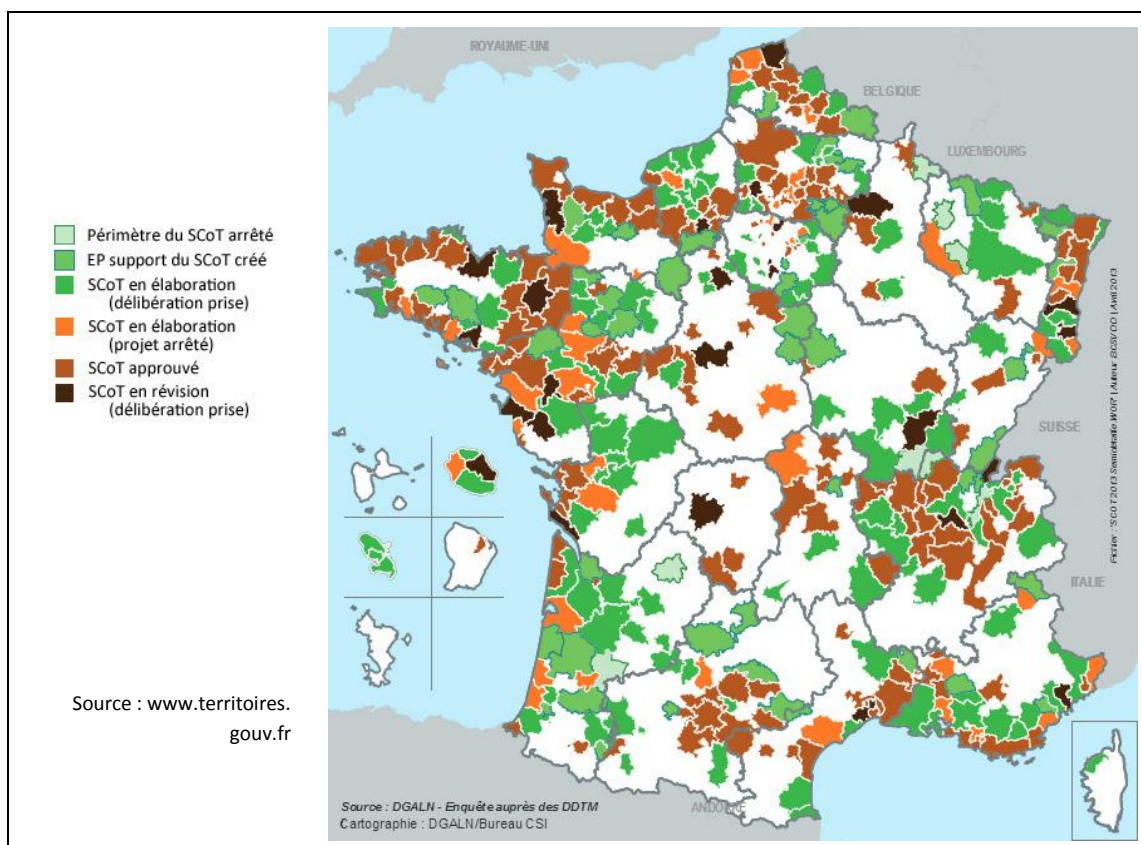 ROYAUME-UNI
BELGIQUE
LUXEMBOURG
Périmètre du SCoT arrêté
EP support du SCoT créé
SCoT en élaboration
(délibération prise)
SCoT en élaboration
(projet arrêté)
SCoT approuvé
SCoT en révision
(délibération prise)
SUISSE
ITALIE
Source : www.territoires.
gouv.fr
ANDORRE
Source : DGALN - Enquête auprès des DDTM
Cartographie : DGALN/Bureau CSI
Avril 2013